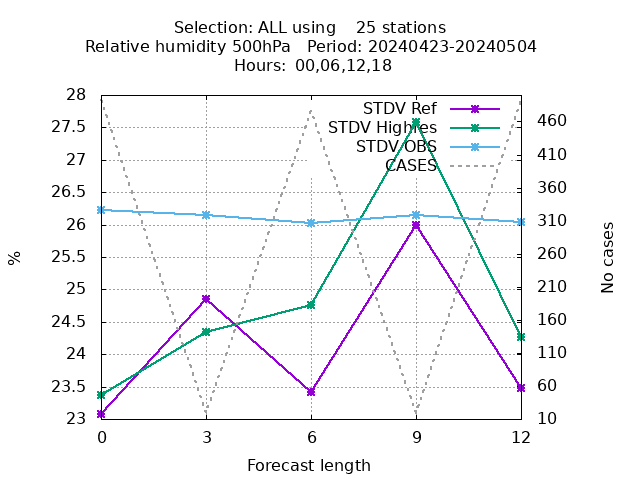 Selection: ALL using    25 stations
Relative humidity 500hPa   Period: 20240423-20240504
Hours: 00,06,12,18
STDV Ref
STDV Highres
STDV OBS
CASES
28
27.5
27
26.5
26
25.5
25
24.5
24
23.5
23
460
410
360
310
260
210
160
110
60
10
%
No cases
0 3 6 9 12
Forecast length